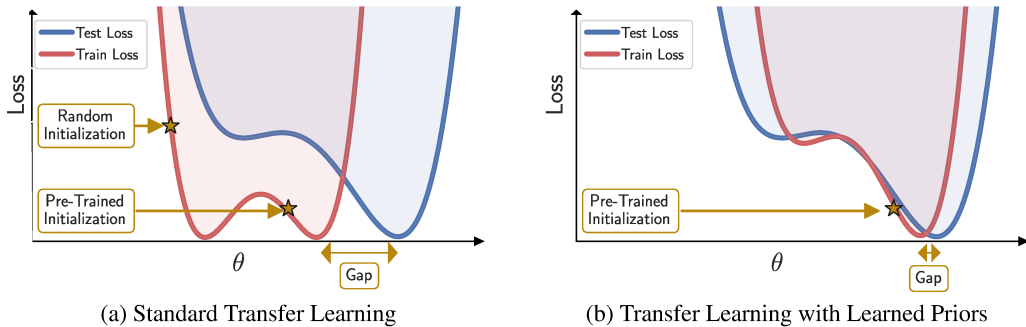 Test Loss
Train Loss
Loss
Random
Initialization
Pre-Trained
Initialization
θ
Gap
(a) Standard Transfer Learning
Test Loss
Train Loss
Loss
Pre-Trained
Initialization
θ
Gap
(b) Transfer Learning with Learned Priors